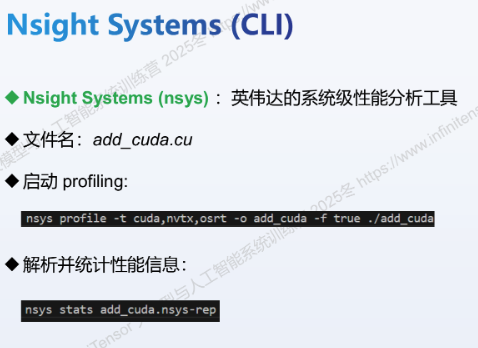 Nsight Systems (CLI)
◆Nsight Systems (nsys) ：英伟达的系统级性能分析工具
◆文件名：add_cuda.cu
◆启动 profiling:
nsys profile -t cuda,nvtx,osrt -o add_cuda -f true ./add_cuda
◆解析并统计性能信息：
nsys stats add_cuda.nsys-rep